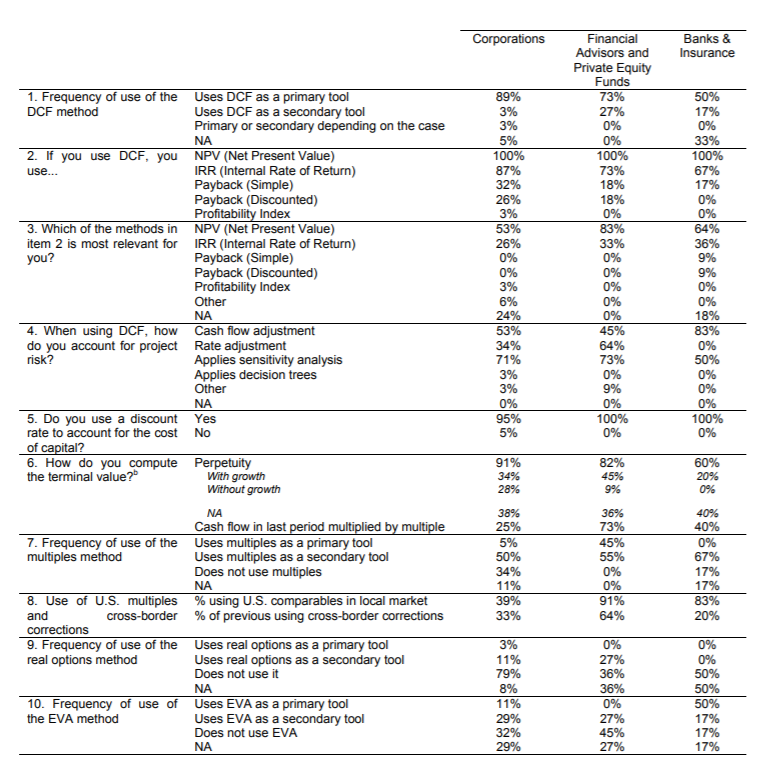 Corporations Financial Banks &
Advisors and Insurance
Private Equity
Funds
1. Frequency of use of the Uses DCF as a primary tool 89% 73% 50%
DCF method Uses DCF as a secondary tool 3% 27% 17%
Primary or secondary depending on the case 3% 0% 0%
NA 5% 0% 33%
2. If you use DCF, you NPV (Net Present Value) 100% 100% 100%
use... IRR (Internal Rate of Return) 87% 73% 67%
Payback (Simple) 32% 18% 17%
Payback (Discounted) 26% 18% 0%
Profitability Index 3% 0% 0%
3. Which of the methods in NPV (Net Present Value) 53% 83% 64%
item 2 is most relevant for IRR (Internal Rate of Return) 26% 33% 36%
you? Payback (Simple) 0% 0% 9%
Payback (Discounted) 0% 0% 9%
Profitability Index 3% 0% 0%
Other 6% 0% 0%
NA 24% 0% 18%
4. When using DCF, how Cash flow adjustment 53% 45% 83%
do you account for project Rate adjustment 34% 64% 0%
risk? Applies sensitivity analysis 71% 73% 50%
Applies decision trees 3% 0% 0%
Other 3% 9% 0%
NA 0% 0% 0%
5. Do you use a discount Yes 95% 100% 100%
rate to account for the cost No 5% 0% 0%
of capital?
6. How do you compute Perpetuity 91% 82% 60%
the terminal value?b With growth 34% 45% 20%
Without growth 28% 9% 0%
NA 38% 36% 40%
Cash flow in last period multiplied by multiple 25% 73% 40%
7. Frequency of use of the Uses multiples as a primary tool 5% 45% 0%
multiples method Uses multiples as a secondary tool 50% 55% 67%
Does not use multiples 34% 0% 17%
NA 11% 0% 17%
8. Use of U.S. multiples % using U.S. comparables in local market 39% 91% 83%
and cross-border % of previous using cross-border corrections 33% 64% 20%
corrections
9. Frequency of use of the Uses real options as a primary tool 3% 0% 0%
real options method Uses real options as a secondary tool 11% 27% 0%
Does not use it 79% 36% 50%
NA 8% 36% 50%
10. Frequency of use of Uses EVA as a primary tool 11% 0% 50%
the EVA method Uses EVA as a secondary tool 29% 27% 17%
Does not use EVA 32% 45% 17%
NA 29% 27% 17%